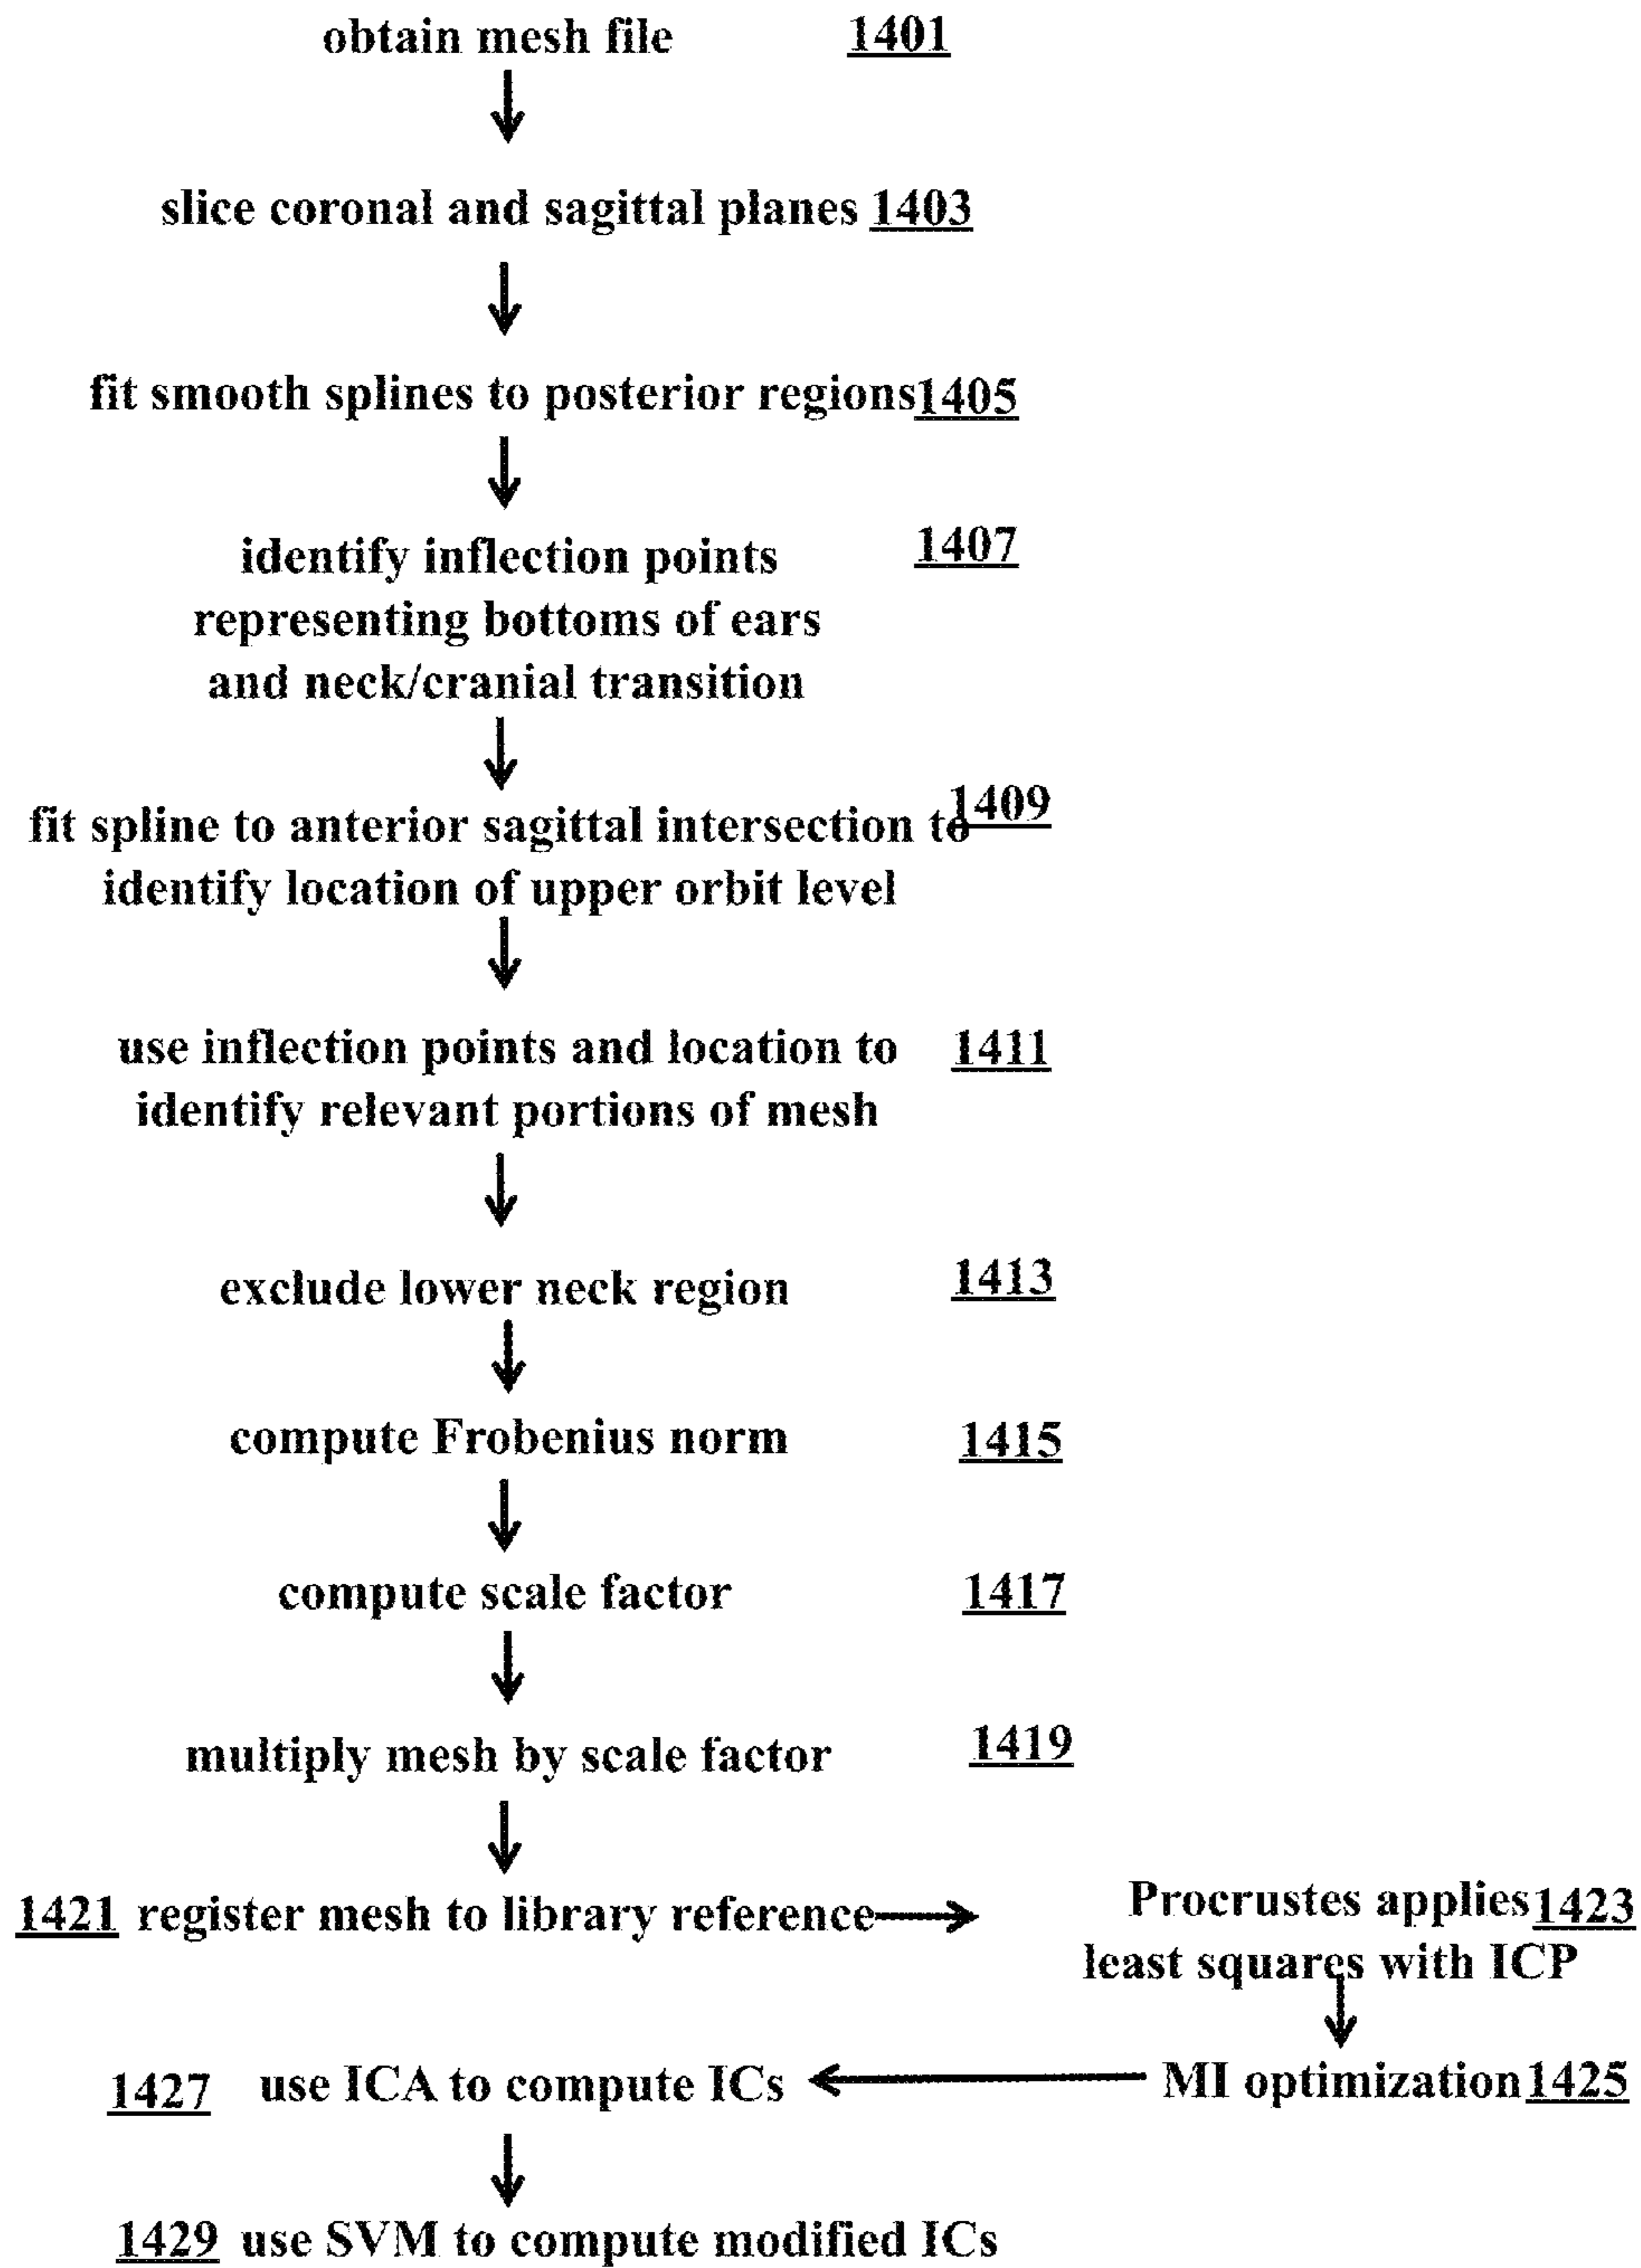 obtain mesh file 1401
slice coronal and sagittal planes 1403
fit smooth splines to posterior regions 1405
identify inflection points 1407
representing bottoms of ears
and neck/cranial transition
fit spline to anterior sagittal intersection to 1409
identify location of upper orbit level
use inflection points and location to 1411
identify relevant portions of mesh
exclude lower neck region 1413
compute Frobenius norm 1415
compute scale factor 1417
multiply mesh by scale factor 1419
1421 register mesh to library reference
Procrustes applies 1423
least squares with ICP
MI optimization 1425
1427 use ICA to compute ICs
1429 use SVM to compute modified ICs